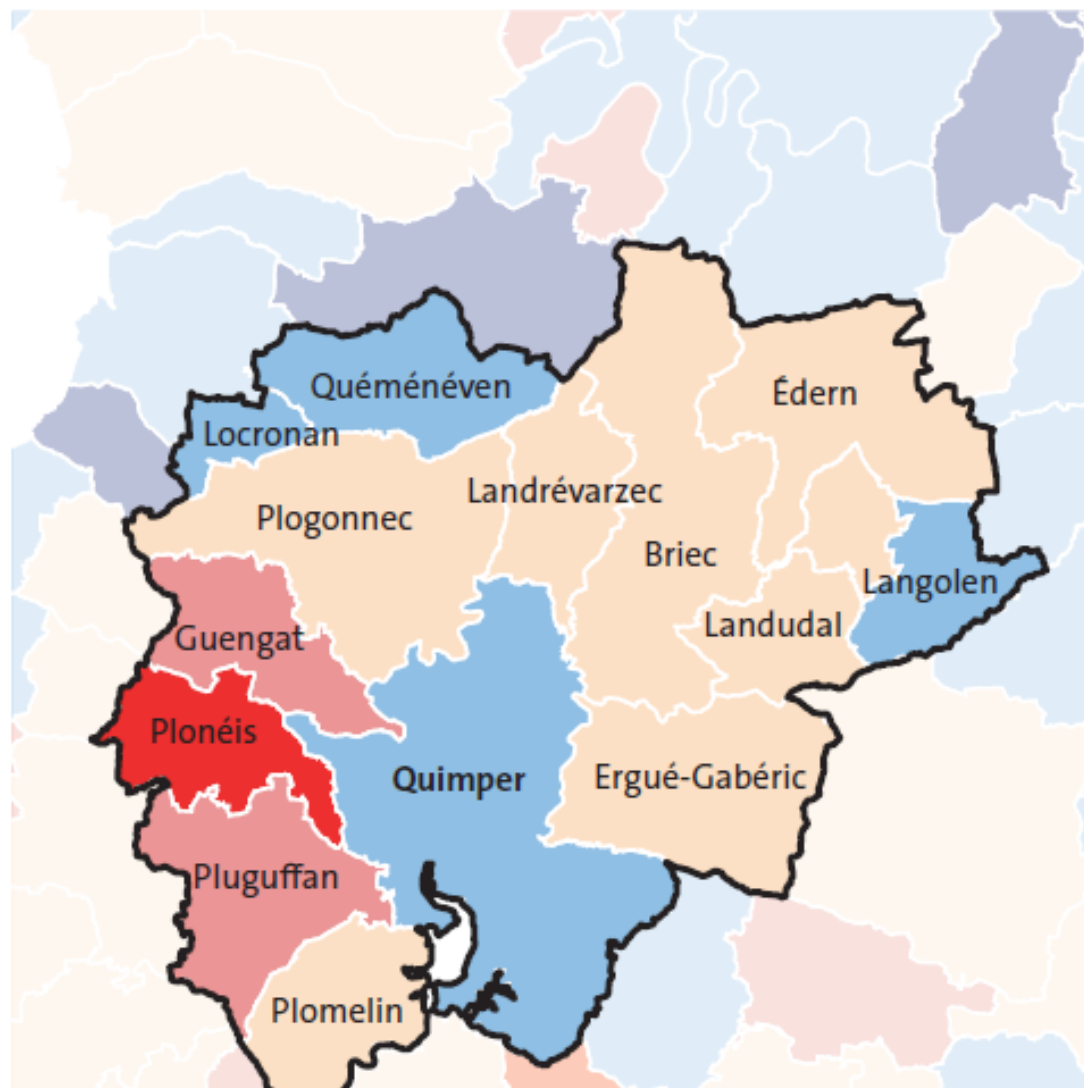 Édern
Quéménéven
Locronan
Landrévarzec
Plogonnec
Briec
Langolen
Landudal
Guengat
Plonéis
Quimper
Ergué-Gabéric
Pluguffan
Plomelin